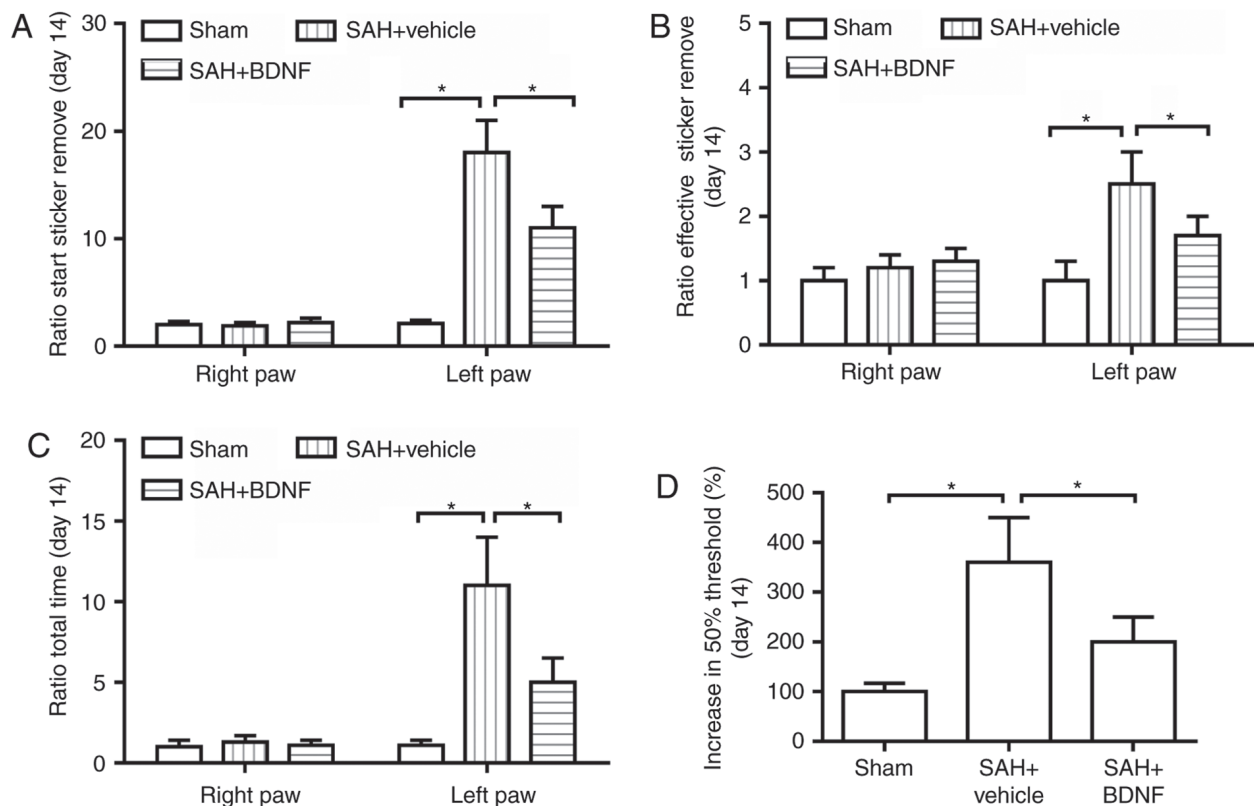 A
Ratio start sticker remove (day 14)
Sham
SAH+vehicle
SAH+BDNF
30
20
10
0
*
*
Right paw
Left paw
B
Ratio effective sticker remove
(day 14)
Sham
SAH+vehicle
SAH+BDNF
5
4
3
2
1
0
*
*
Right paw
Left paw
C
Ratio total time (day 14)
Sham
SAH+vehicle
SAH+BDNF
20
15
10
5
0
*
*
Right paw
Left paw
D
Increase in 50% threshold (%)
(day 14)
500
400
300
200
100
0
*
*
Sham
SAH+
vehicle
SAH+
BDNF